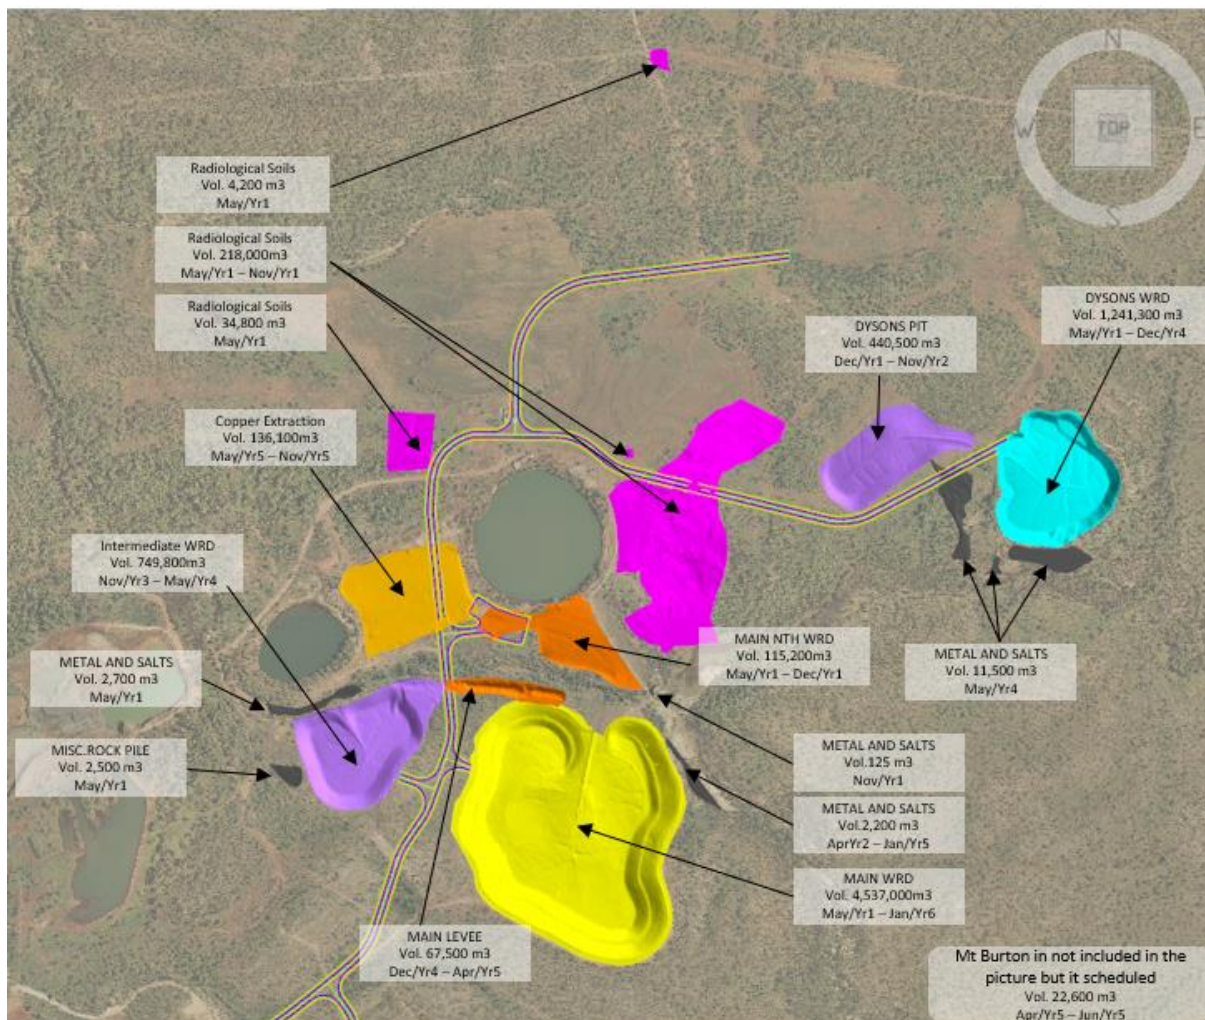 N
W
TOP
E
S
Radiological Soils
Vol. 4,200 m3
May/Yr1
Radiological Soils
Vol. 218,000m3
May/Yr1 – Nov/Yr1
Radiological Soils
Vol. 34,800 m3
May/Yr1
DYSONS WRD
Vol. 1,241,300 m3
May/Yr1 – Dec/Yr4
DYSONS PIT
Vol. 440,500 m3
Dec/Yr1 – Nov/Yr2
Copper Extraction
Vol. 136,100m3
May/Yr5 – Nov/Yr5
Intermediate WRD
Vol. 749,800m3
Nov/Yr3 – May/Yr4
METAL AND SALTS
Vol. 2,700 m3
May/Yr1
MAIN NTH WRD
Vol. 115,200m3
May/Yr1 – Dec/Yr1
METAL AND SALTS
Vol. 11,500 m3
May/Yr4
MISC.ROCK PILE
Vol. 2,500 m3
May/Yr1
METAL AND SALTS
Vol.125 m3
Nov/Yr1
METAL AND SALTS
Vol.2,200 m3
AprYr2 – Jan/Yr5
MAIN WRD
Vol. 4,537,000m3
May/Yr1 – Jan/Yr6
MAIN LEVEE
Vol. 67,500 m3
Dec/Yr4 – Apr/Yr5
Mt Burton in not included in the
picture but it scheduled
Vol. 22,600 m3
Apr/Yr5 – Jun/Yr5